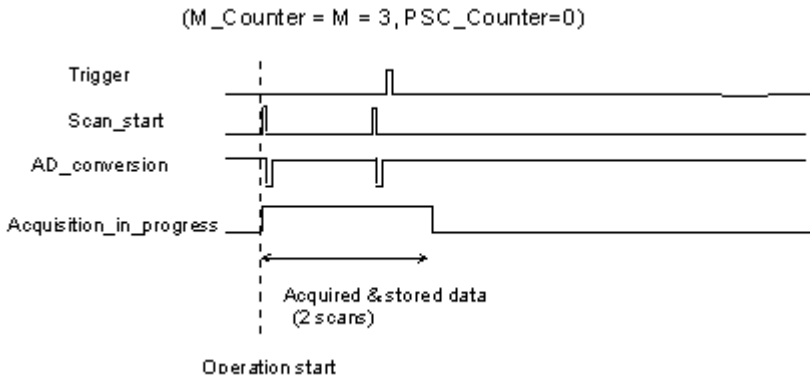 (M_Counter = M = 3, PSC_Counter=0)
Trigger
Scan_start
AD_conversion
Acquisition_in_progress
Acquired & stored data
(2 scans)
Operation start